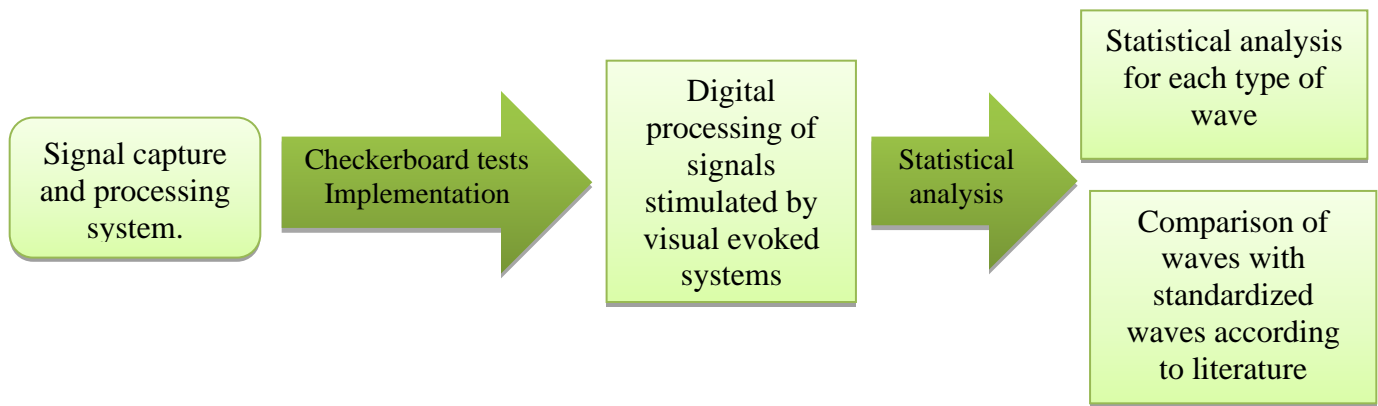 Signal capture
and processing
system.
Checkerboard tests
Implementation
Digital
processing of
signals
stimulated by
visual evoked
systems
Statistical
analysis
Statistical analysis
for each type of
wave
Comparison of
waves with
standardized
waves according
to literature